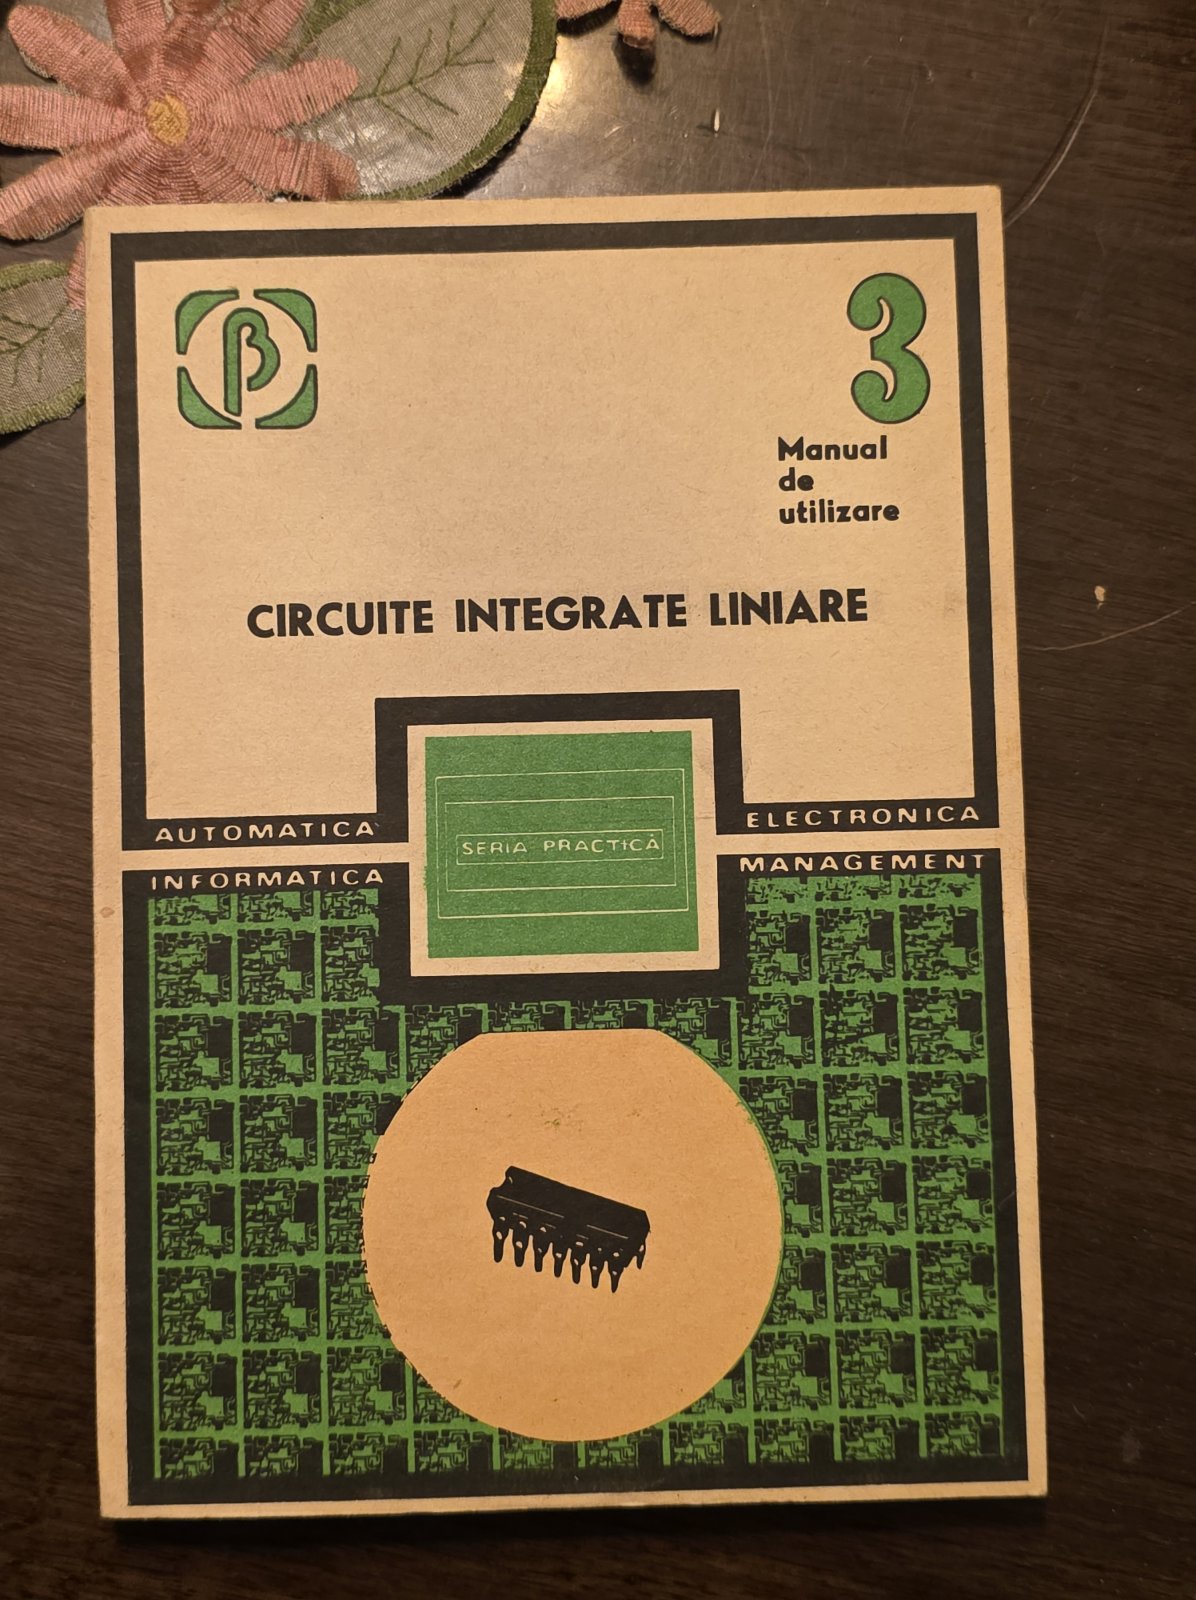 β
3
Manual
de
utilizare
CIRCUITE INTEGRATE LINIARE
AUTOMATICA
ELECTRONICA
SERIA PRACTICĂ
INFORMATICA
MANAGEMENT